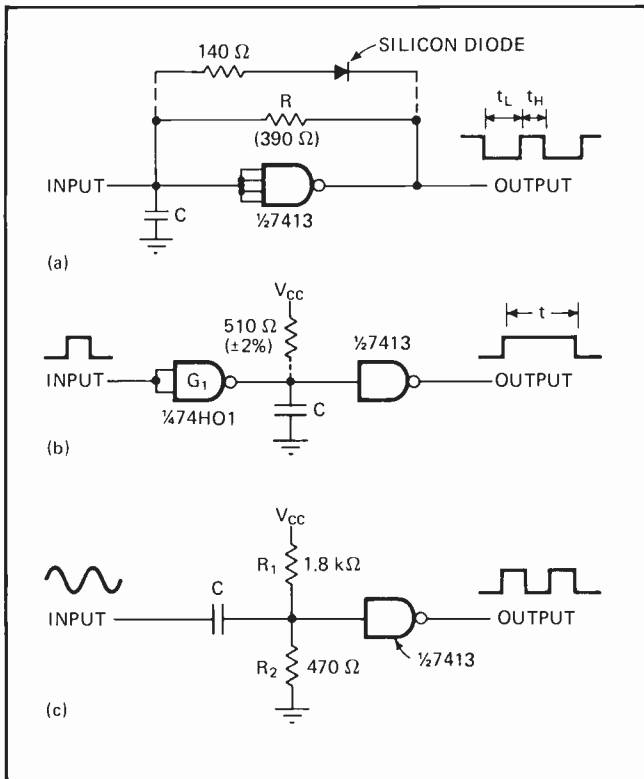 SILICON DIODE
140 Ω
R
(390 Ω)
tL tH
INPUT
OUTPUT
C
½7413
(a)
VCC
510 Ω
(±2%)
½7413
t
INPUT
G1
OUTPUT
C
¼74HO1
(b)
VCC
R1 1.8 kΩ
C
INPUT
OUTPUT
R2 470 Ω
½7413
(c)